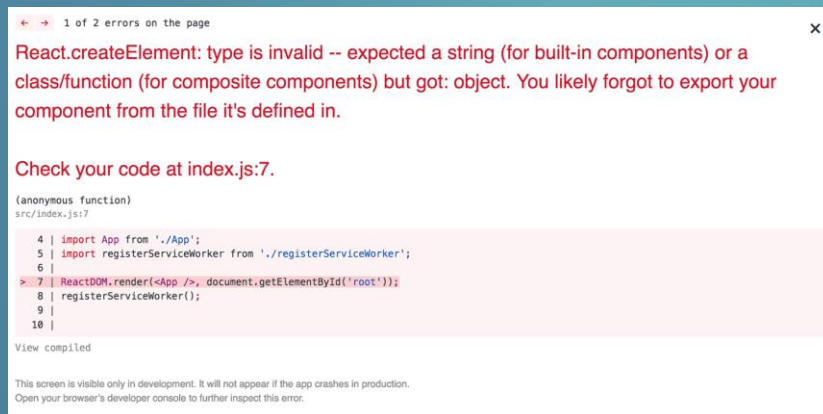 ← → 1 of 2 errors on the page
×
React.createElement: type is invalid -- expected a string (for built-in components) or a
class/function (for composite components) but got: object. You likely forgot to export your
component from the file it's defined in.
Check your code at index.js:7.
(anonymous function)
src/index.js:7
4 | import App from './App';
5 | import registerServiceWorker from './registerServiceWorker';
6 |
> 7 | ReactDOM.render(<App />, document.getElementById('root'));
8 | registerServiceWorker();
9 |
10 |
View compiled
This screen is visible only in development. It will not appear if the app crashes in production.
Open your browser's developer console to further inspect this error.